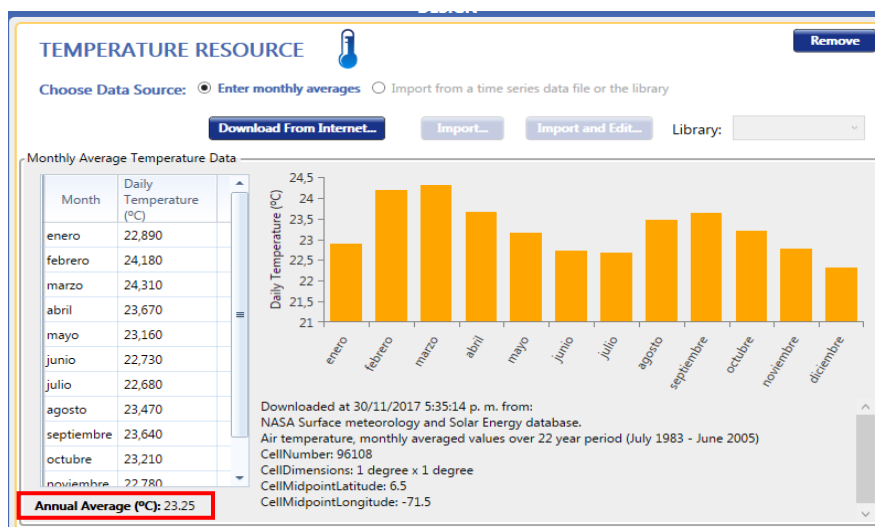 DESIGN
TEMPERATURE RESOURCE
Remove
Choose Data Source: Enter monthly averages Import from a time series data file or the library
Download From Internet... Import... Import and Edit... Library:
Monthly Average Temperature Data
Month Daily Temperature (ºC)
enero 22,890
febrero 24,180
marzo 24,310
abril 23,670
mayo 23,160
junio 22,730
julio 22,680
agosto 23,470
septiembre 23,640
octubre 23,210
noviembre 22,780
Annual Average (ºC): 23.25
Daily Temperature (ºC)
24,5
24
23,5
23
22,5
22
21,5
21
enero febrero marzo abril mayo junio julio agosto septiembre octubre noviembre diciembre
Downloaded at 30/11/2017 5:35:14 p. m. from:
NASA Surface meteorology and Solar Energy database.
Air temperature, monthly averaged values over 22 year period (July 1983 - June 2005)
CellNumber: 96108
CellDimensions: 1 degree x 1 degree
CellMidpointLatitude: 6.5
CellMidpointLongitude: -71.5